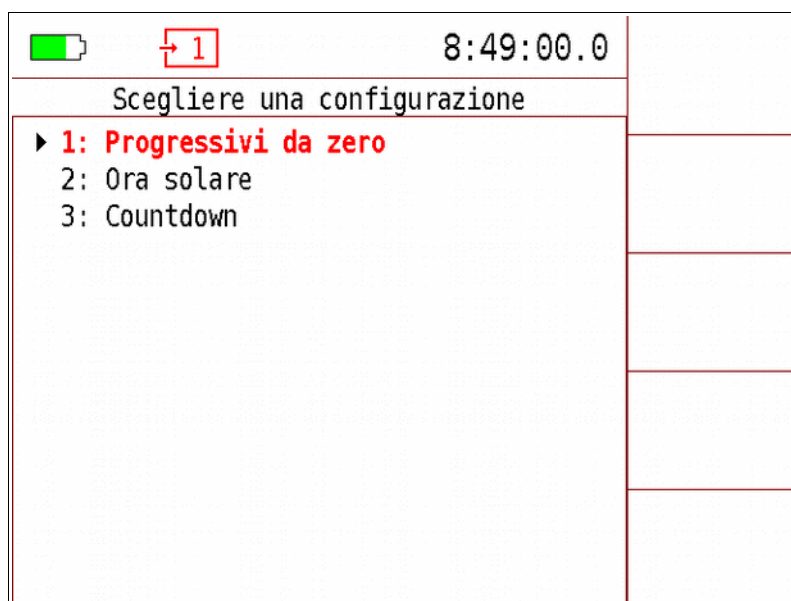 1 8:49:00.0
Scegliere una configurazione
1: Progressivi da zero
2: Ora solare
3: Countdown